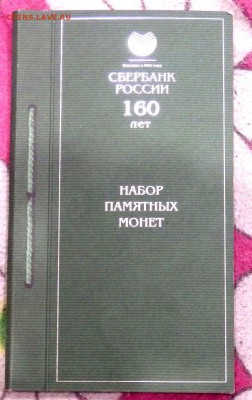 COINS.LAVE.RU
СБЕРБАНК
РОССИИ
160
лет
НАБОР
ПАМЯТНЫХ
МОНЕТ